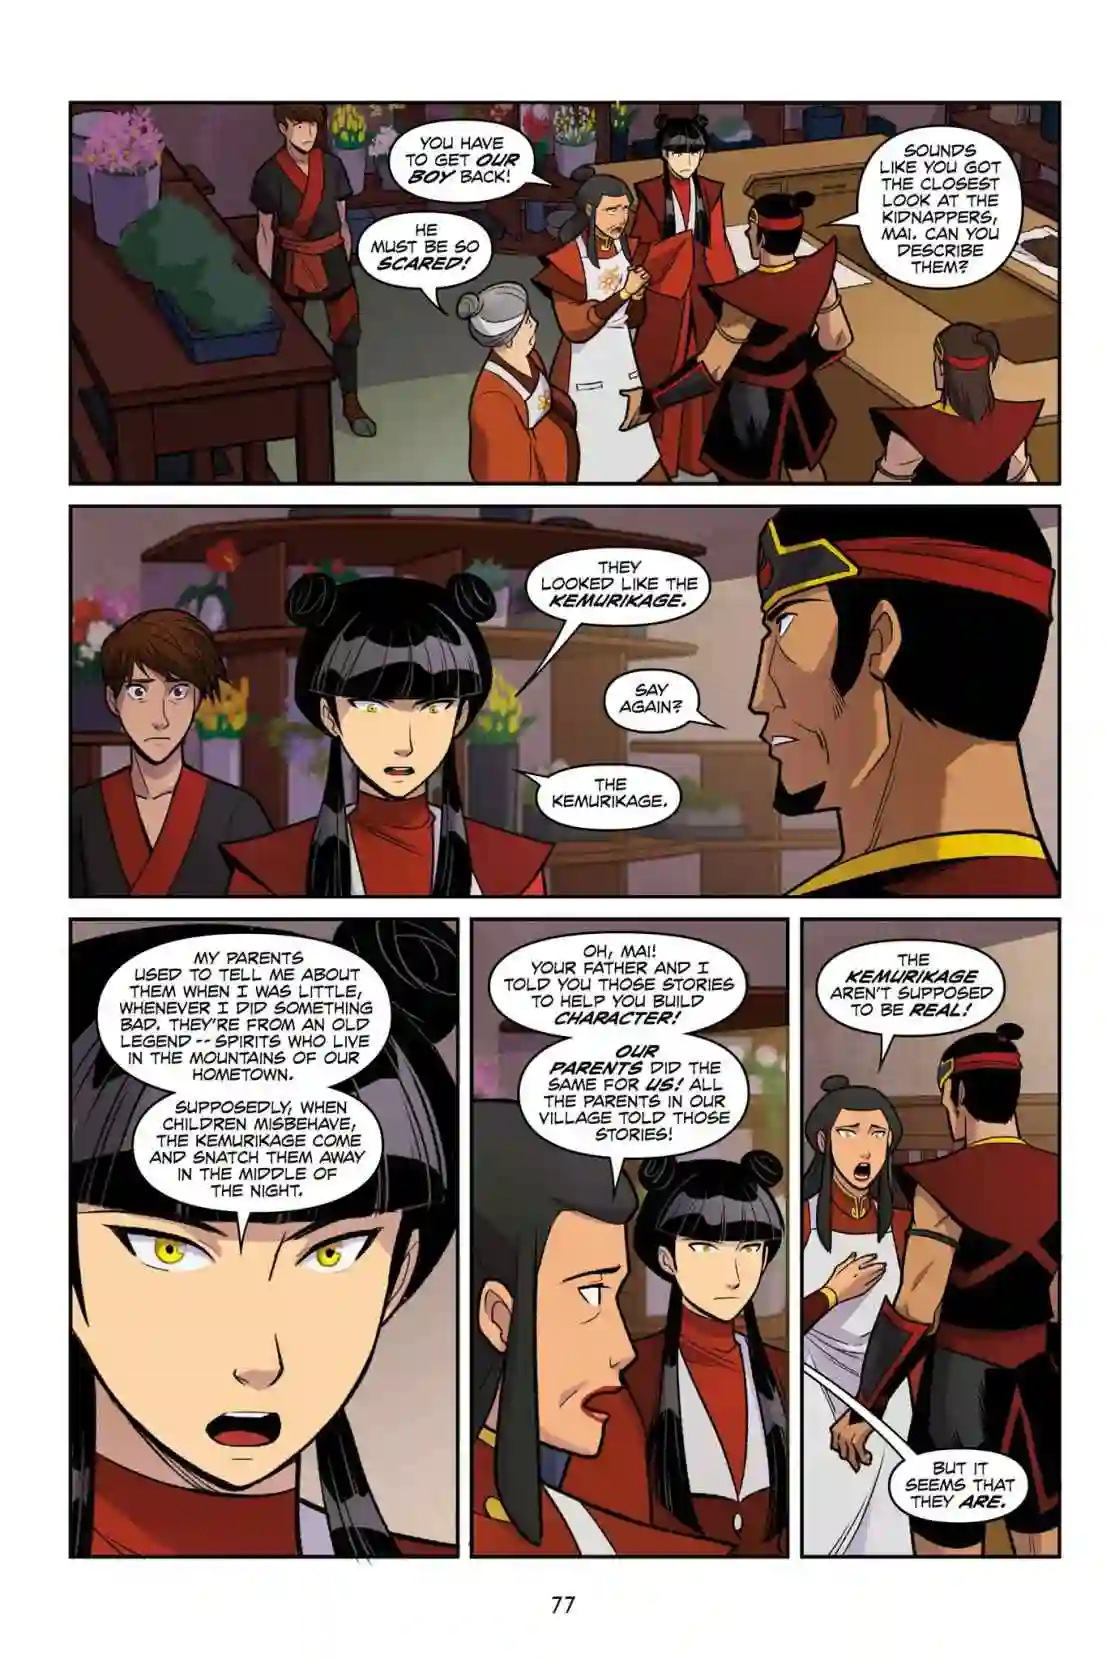 YOU HAVE
TO GET OUR
BOY BACK!
HE
MUST BE SO
SCARED!
SOUNDS
LIKE YOU GOT
THE CLOSEST
LOOK AT THE
KIDNAPPERS,
MAI. CAN YOU
DESCRIBE
THEM?
THEY
LOOKED LIKE THE
KEMURIKAGE.
SAY
AGAIN?
THE
KEMURIKAGE.
MY PARENTS
USED TO TELL ME ABOUT
THEM WHEN I WAS LITTLE,
WHENEVER I DID SOMETHING
BAD. THEY'RE FROM AN OLD
LEGEND -- SPIRITS WHO LIVE
IN THE MOUNTAINS OF OUR
HOMETOWN.
SUPPOSEDLY, WHEN
CHILDREN MISBEHAVE,
THE KEMURIKAGE COME
AND SNATCH THEM AWAY
IN THE MIDDLE OF
THE NIGHT.
OH, MAI!
YOUR FATHER AND I
TOLD YOU THOSE STORIES
TO HELP YOU BUILD
CHARACTER!
OUR
PARENTS DID THE
SAME FOR US! ALL
THE PARENTS IN OUR
VILLAGE TOLD THOSE
STORIES!
THE
KEMURIKAGE
AREN'T SUPPOSED
TO BE REAL!
BUT IT
SEEMS THAT
THEY ARE.
77